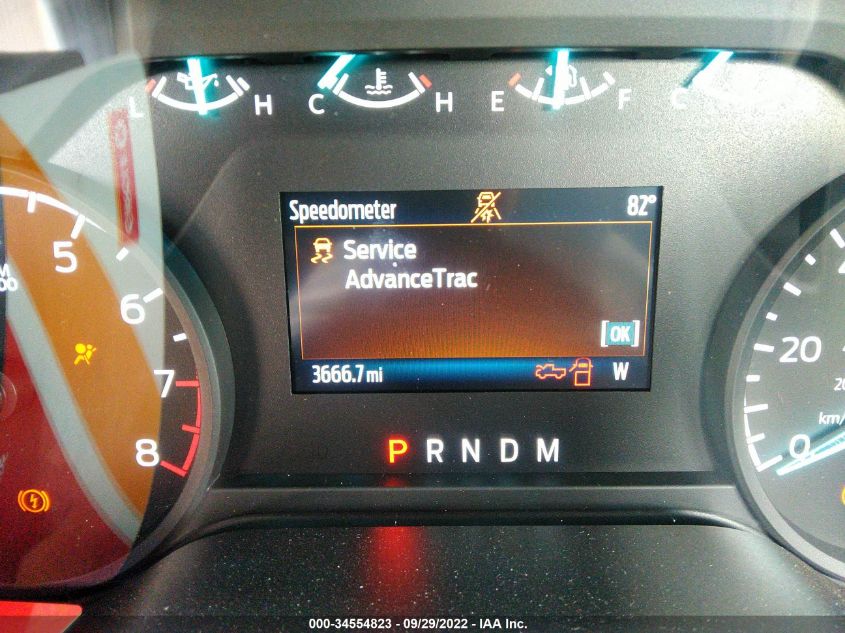 L H C H E F C
Speedometer 82°
Service
AdvanceTrac
[OK]
3666.7 mi W
P R N D M
5
6
7
8
20
0
km/
000-34554823 / 09/29/2022 - IAA Inc.